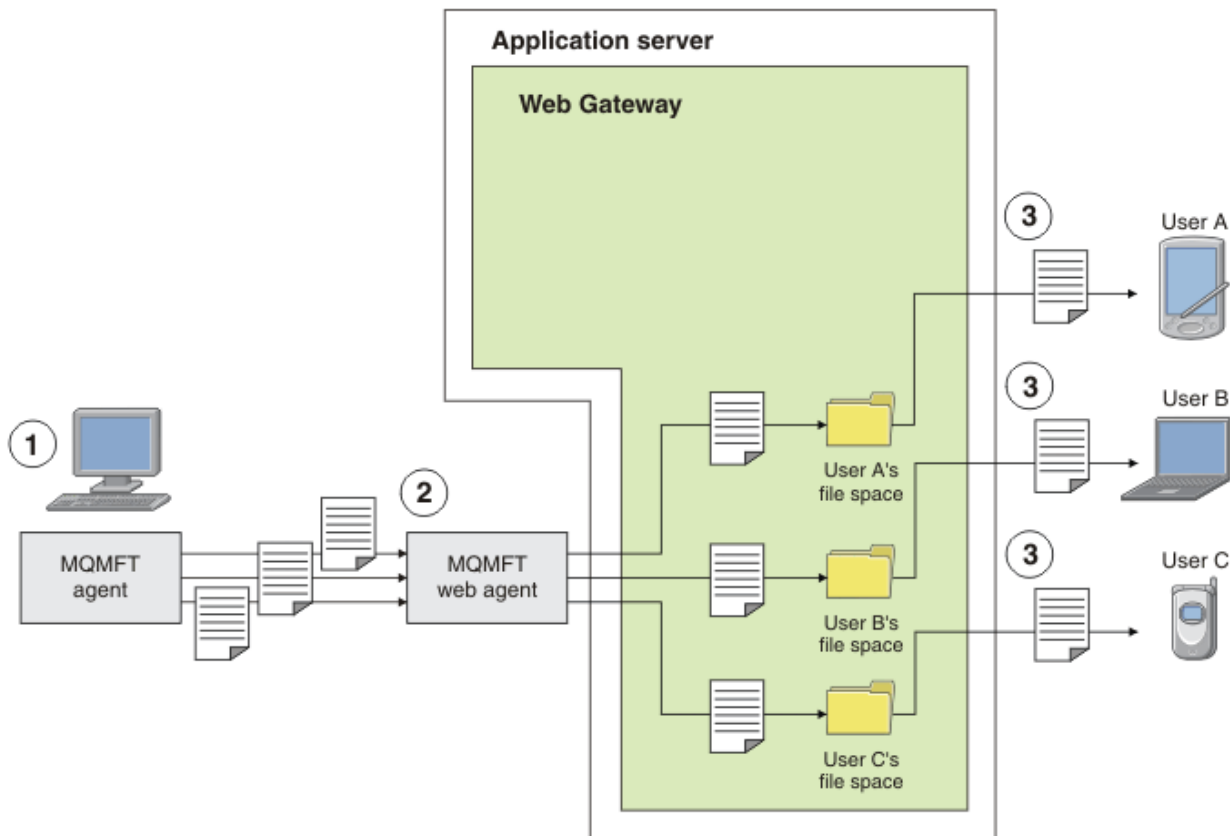 Application server
Web Gateway
3
User A
3
User B
1
2
User A's
file space
MQMFT
agent
MQMFT
web agent
3
User C
User B's
file space
User C's
file space